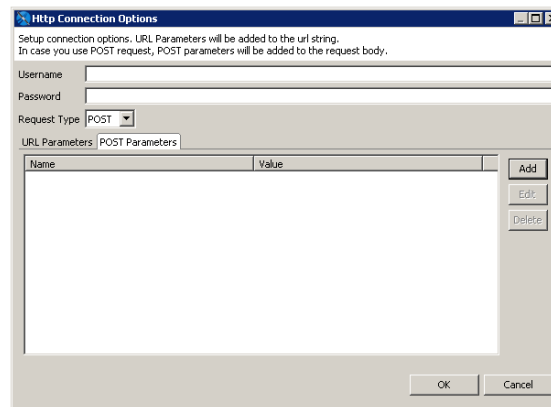 Http Connection Options
Setup connection options. URL Parameters will be added to the url string.
In case you use POST request, POST parameters will be added to the request body.
Username
Password
Request Type POST
URL Parameters POST Parameters
Name Value
Add
Edit
Delete
OK Cancel